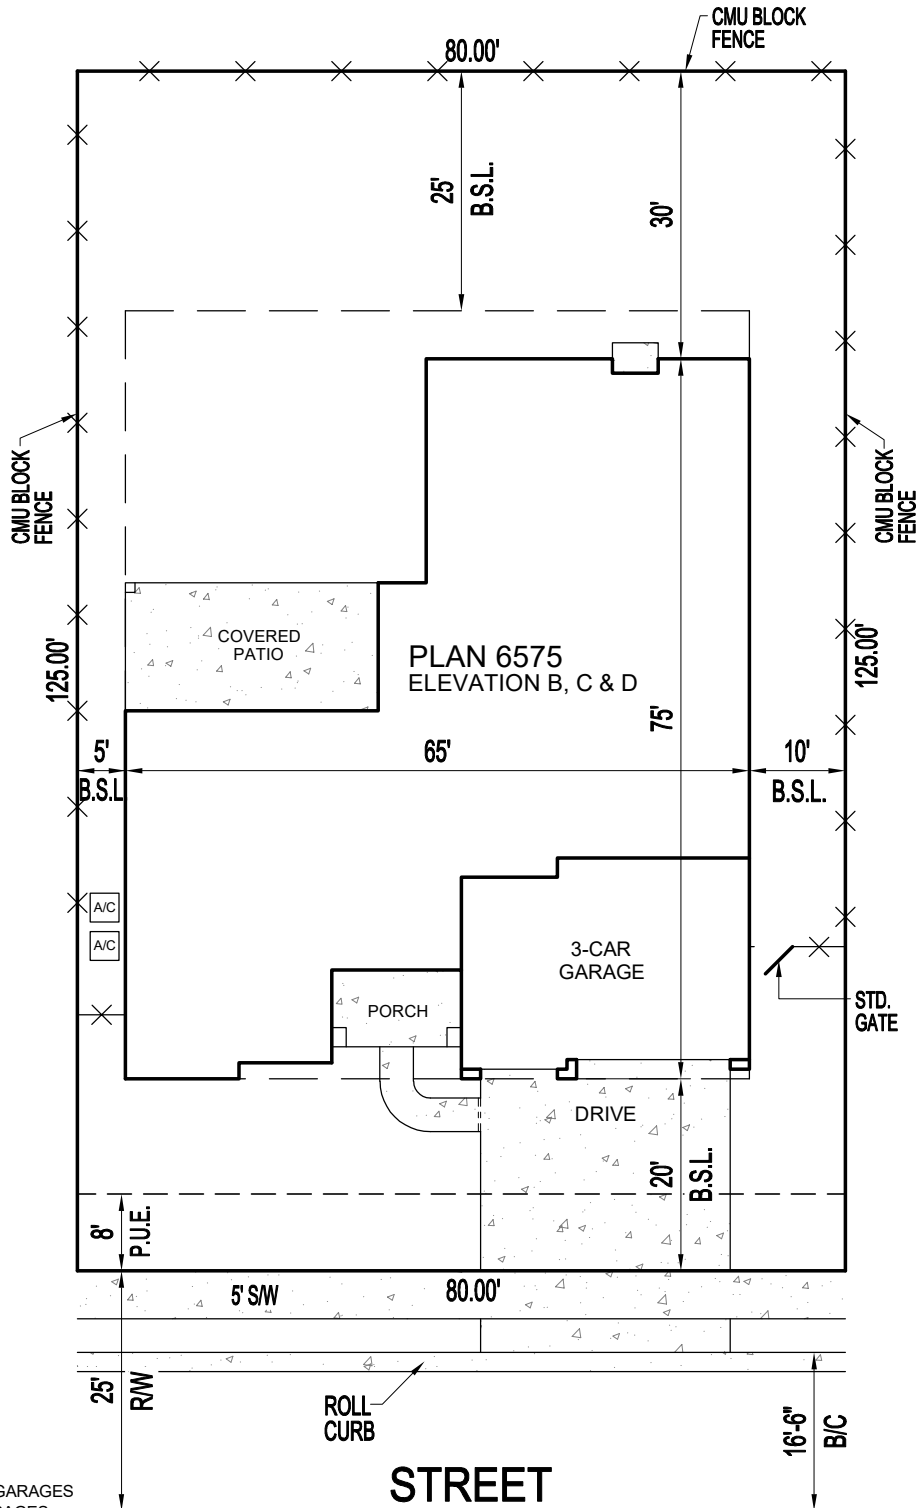 CMU BLOCK
FENCE
80.00'
25'
B.S.L.
30'
CMU BLOCK
FENCE
CMU BLOCK
FENCE
COVERED
PATIO
PLAN 6575
ELEVATION B, C & D
125.00'
125.00'
75'
5'
B.S.L.
65'
10'
B.S.L.
A/C
A/C
3-CAR
GARAGE
PORCH
STD.
GATE
DRIVE
20'
B.S.L.
8'
P.U.E.
5' S/W
80.00'
25'
R/W
ROLL
CURB
16'-6"
B/C
STREET
GARAGES